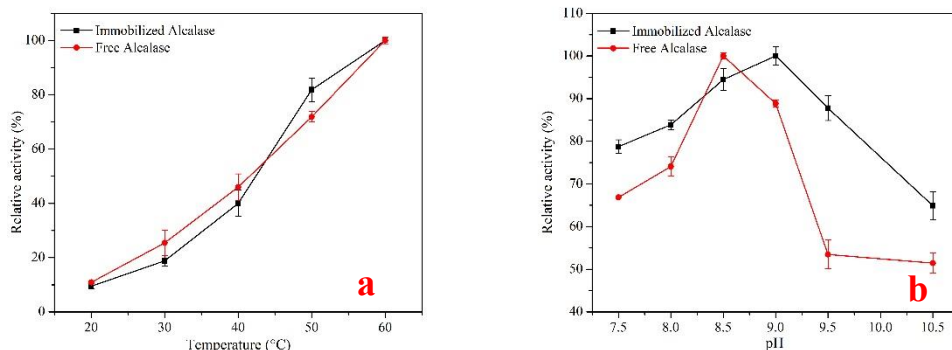 Immobilized Alcalase
Free Alcalase
Relative activity (%)
100
80
60
40
20
0
20 30 40 50 60
Temperature (°C)
a
Immobilized Alcalase
Free Alcalase
Relative activity (%)
110
100
90
80
70
60
50
40
7.5 8.0 8.5 9.0 9.5 10.0 10.5
pH
b